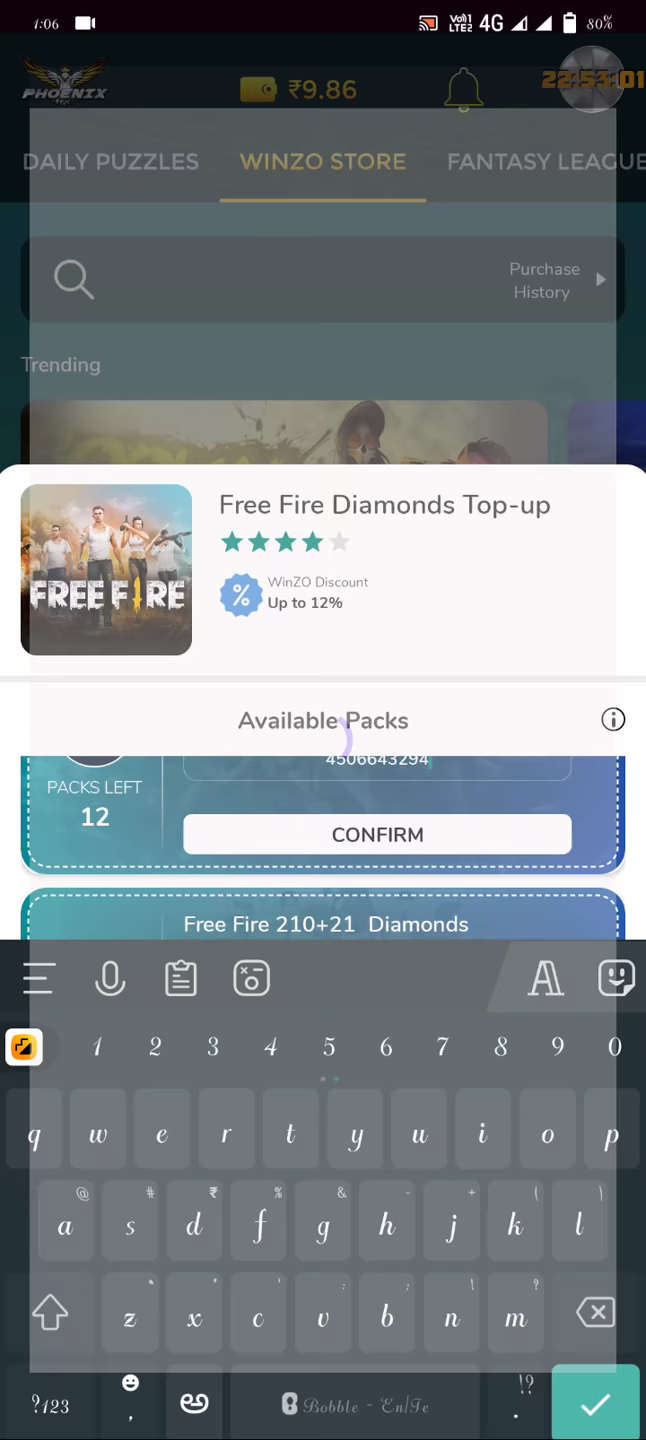 1:06 Vo)) LTE2 4G 80%
PHOENIX ₹9.86 22:53:01
DAILY PUZZLES WINZO STORE FANTASY LEAGUE
Purchase
History
Trending
Free Fire Diamonds Top-up
WinZO Discount
% Up to 12%
FREE FIRE
Available Packs
4506643294
PACKS LEFT
12
CONFIRM
Free Fire 210+21 Diamonds
1 2 3 4 5 6 7 8 9 0
q w e r t y u i o p
@ # ₹ % & - + ( )
a s d f g h j k l
* " ' : ; ! ?
z x c v b n m
?123 , అ Bobble - En|Te !? .